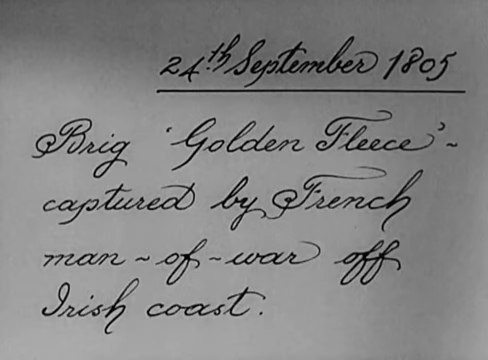 24th September 1805
Brig 'Golden Fleece' ~
captured by French
man ~ of ~ war off
Irish coast.